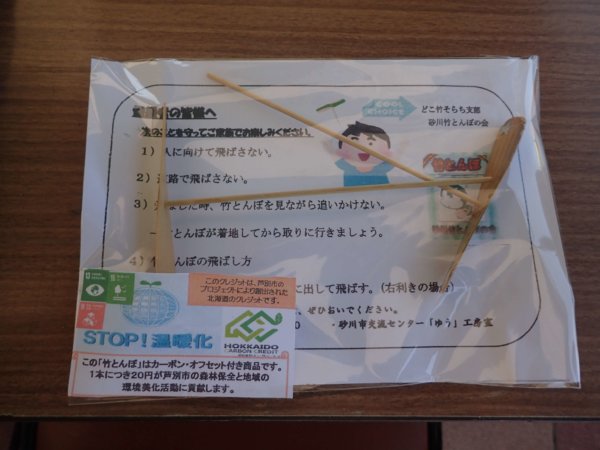 の皆様へ
を守ってご家族でお楽しみください。
COOL CHOICE
どこ竹そらち支部
砂川竹とんぼの会
1）人に向けて飛ばさない。
2）道路で飛ばさない。
3）した時、竹とんぼを見ながら追いかけない。
とんぼが着地してから取りに行きましょう。
4）んぼの飛ばし方
に出して飛ばす。（右利きの場合）
、ぜひおいでください。
・砂川市交流センター「ゆう」工房室
竹とんぼ
このクレジットは、芦別市の
プロジェクトにより創出された
北海道のクレジットです。
STOP！温暖化
HOKKAIDO
CARBON CREDIT
この「竹とんぼ」はカーボン・オフセット付き商品です。
1本につき20円が芦別市の森林保全と地域の
環境美化活動に貢献します。